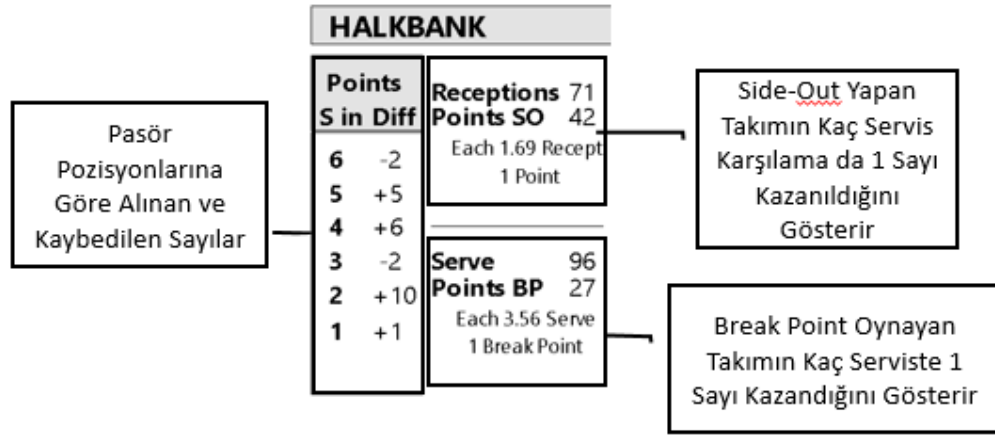 HALKBANK
Pasör
Pozisyonlarına
Göre Alınan ve
Kaybedilen Sayılar
Points
S in Diff
6 -2
5 +5
4 +6
3 -2
2 +10
1 +1
Receptions 71
Points SO 42
Each 1.69 Recept
1 Point
Serve 96
Points BP 27
Each 3.56 Serve
1 Break Point
Side-Out Yapan
Takımın Kaç Servis
Karşılama da 1 Sayı
Kazanıldığını
Gösterir
Break Point Oynayan
Takımın Kaç Serviste 1
Sayı Kazandığını Gösterir